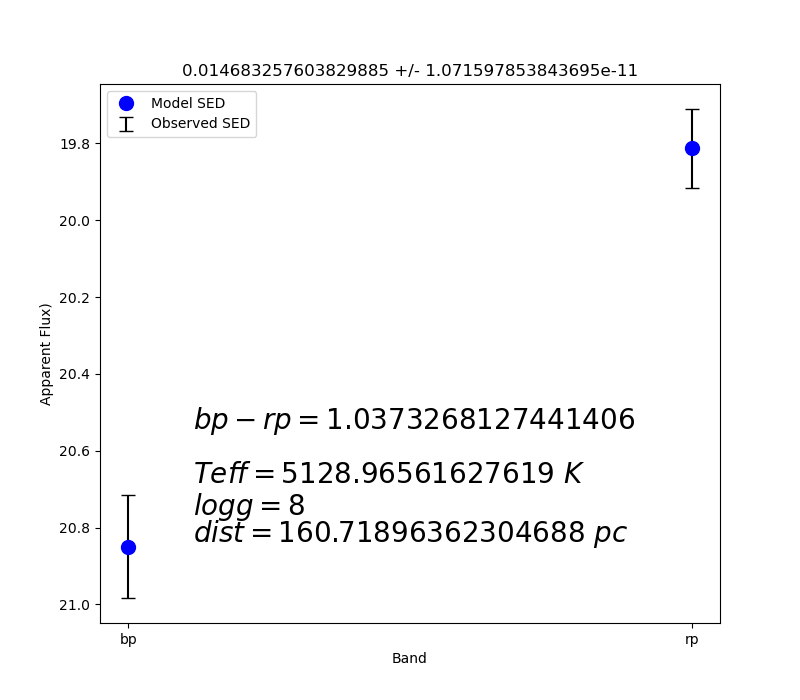 0.014683257603829885 +/- 1.071597853843695e-11
Model SED
Observed SED
19.8
20.0
20.2
20.4
20.6
20.8
21.0
Apparent Flux)
bp − rp = 1.0373268127441406
Teff = 5128.96561627619 K
logg = 8
dist = 160.71896362304688 pc
bp
rp
Band